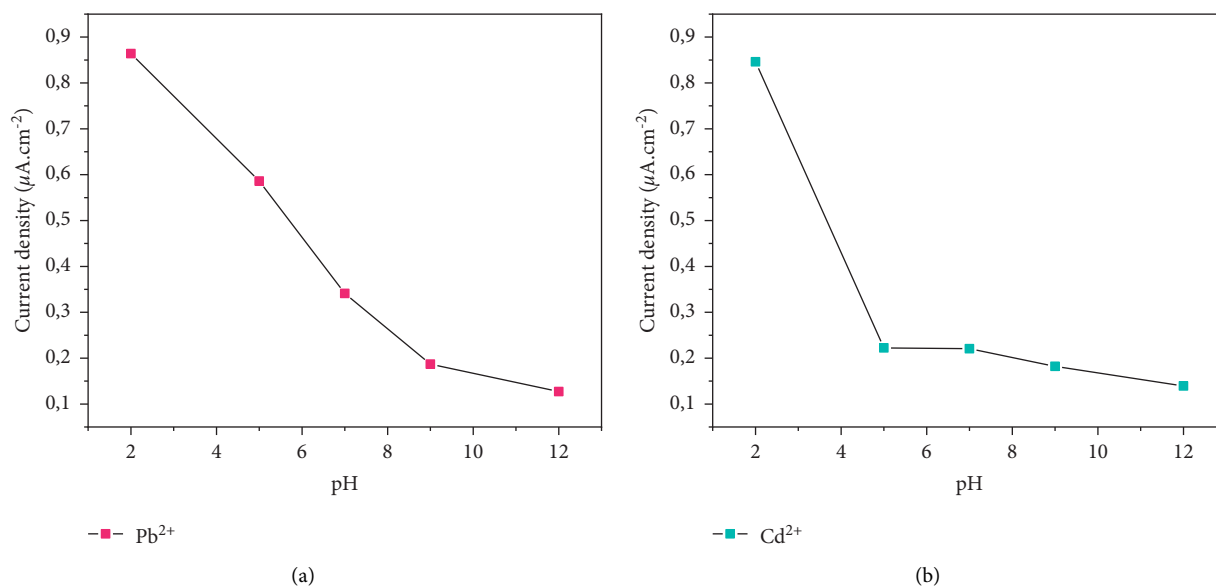 Current density (μA.cm-2)
0,9
0,8
0,7
0,6
0,5
0,4
0,3
0,2
0,1
2 4 6 8 10 12
pH
Pb2+
(a)
Current density (μA.cm-2)
0,9
0,8
0,7
0,6
0,5
0,4
0,3
0,2
0,1
2 4 6 8 10 12
pH
Cd2+
(b)